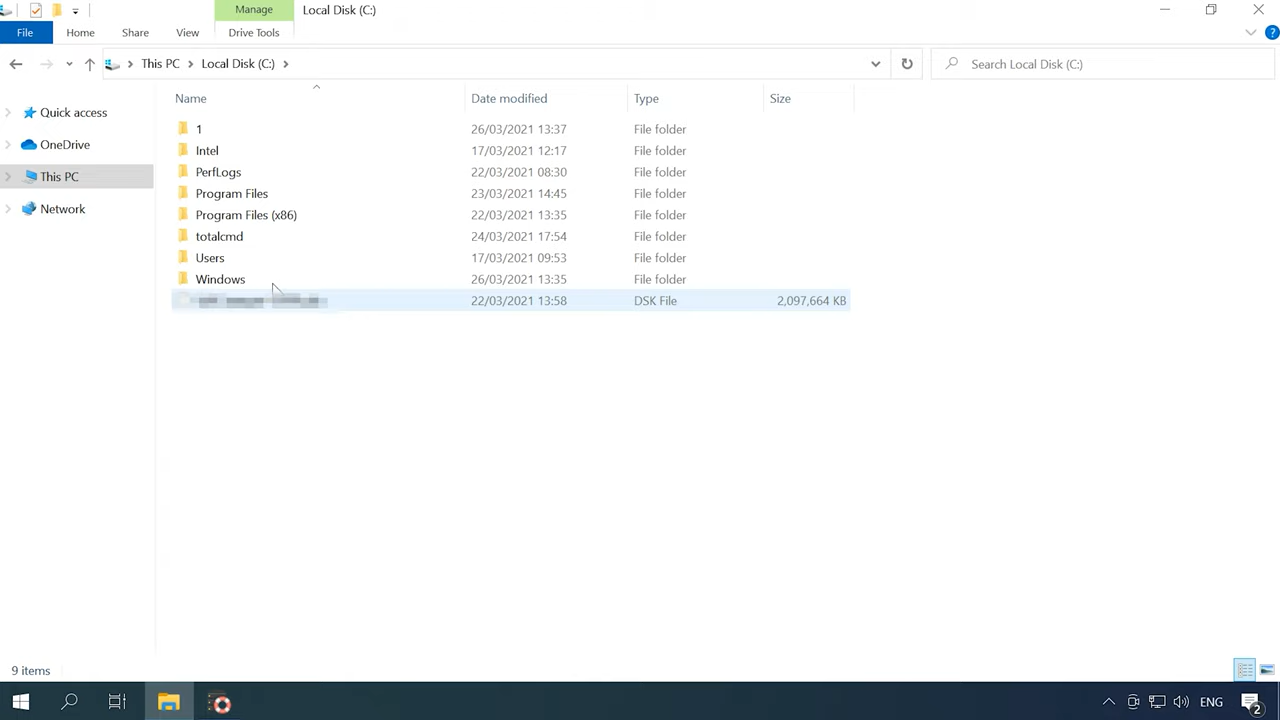 Manage
Local Disk (C:)
File
Home
Share
View
Drive Tools
?
This PC
Local Disk (C:)
Search Local Disk (C:)
Name
Date modified
Type
Size
Quick access
OneDrive
This PC
Network
1 26/03/2021 13:37 File folder
Intel 17/03/2021 12:17 File folder
PerfLogs 22/03/2021 08:30 File folder
Program Files 23/03/2021 14:45 File folder
Program Files (x86) 22/03/2021 13:35 File folder
totalcmd 24/03/2021 17:54 File folder
Users 17/03/2021 09:53 File folder
Windows 26/03/2021 13:35 File folder
22/03/2021 13:58 DSK File 2,097,664 KB
9 items
ENG
2